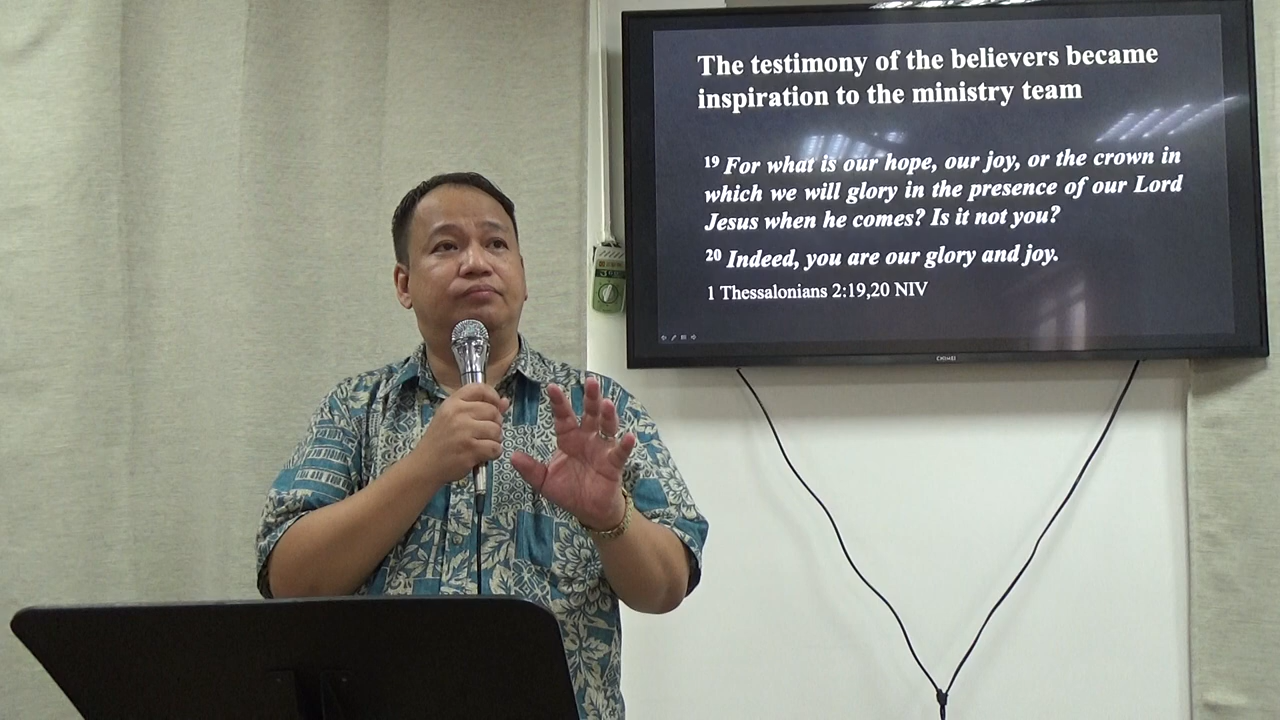 The testimony of the believers became
inspiration to the ministry team
19 For what is our hope, our joy, or the crown in
which we will glory in the presence of our Lord
Jesus when he comes? Is it not you?
20 Indeed, you are our glory and joy.
1 Thessalonians 2:19,20 NIV
CHIMEI